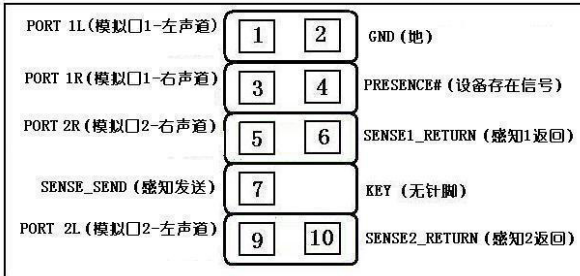 PORT 1L(模拟口1-左声道) 1 2 GND(地)
PORT 1R(模拟口1-右声道) 3 4 PRESENCE#(设备存在信号)
PORT 2R(模拟口2-右声道) 5 6 SENSE1_RETURN(感知1返回)
SENSE_SEND(感知发送) 7 KEY(无针脚)
PORT 2L(模拟口2-左声道) 9 10 SENSE2_RETURN(感知2返回)